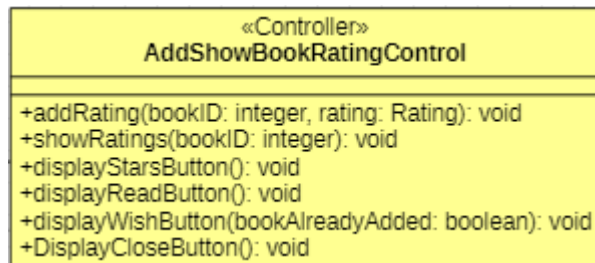 «Controller»
AddShowBookRatingControl
+addRating(bookID: integer, rating: Rating): void
+showRatings(bookID: integer): void
+displayStarsButton(): void
+displayReadButton(): void
+displayWishButton(bookAlreadyAdded: boolean): void
+DisplayCloseButton(): void